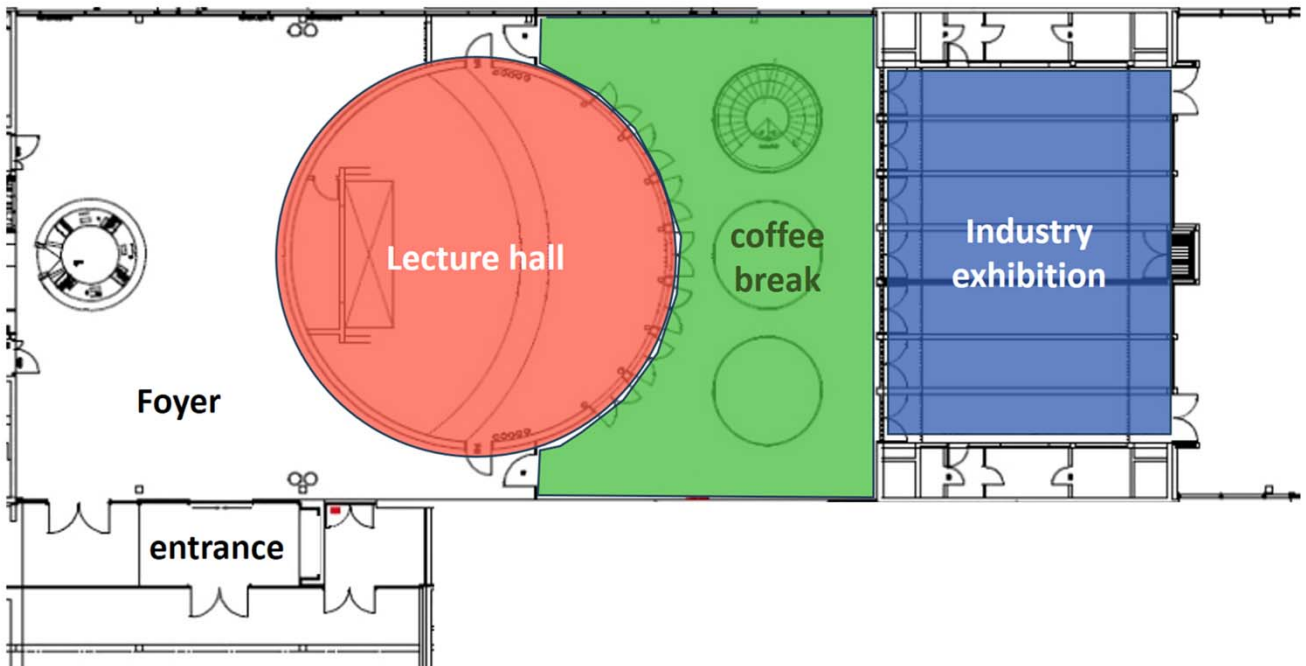 Lecture hall
coffee
break
Industry
exhibition
Foyer
entrance